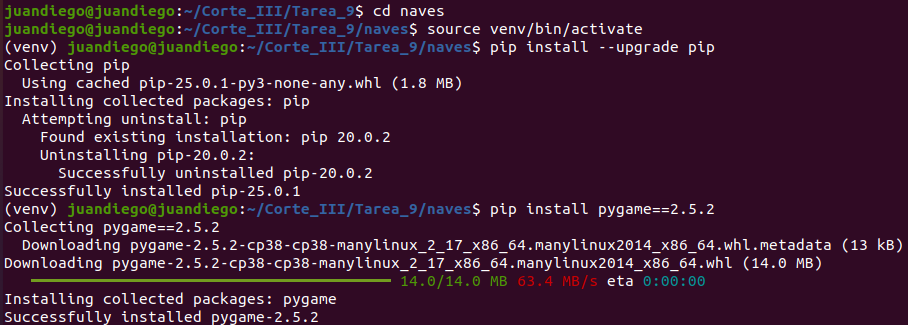 juandiego@juandiego:~/Corte_III/Tarea_9$ cd naves
juandiego@juandiego:~/Corte_III/Tarea_9/naves$ source venv/bin/activate
(venv) juandiego@juandiego:~/Corte_III/Tarea_9/naves$ pip install --upgrade pip
Collecting pip
  Using cached pip-25.0.1-py3-none-any.whl (1.8 MB)
Installing collected packages: pip
  Attempting uninstall: pip
    Found existing installation: pip 20.0.2
    Uninstalling pip-20.0.2:
      Successfully uninstalled pip-20.0.2
Successfully installed pip-25.0.1
(venv) juandiego@juandiego:~/Corte_III/Tarea_9/naves$ pip install pygame==2.5.2
Collecting pygame==2.5.2
  Downloading pygame-2.5.2-cp38-cp38-manylinux_2_17_x86_64.manylinux2014_x86_64.whl.metadata (13 kB)
Downloading pygame-2.5.2-cp38-cp38-manylinux_2_17_x86_64.manylinux2014_x86_64.whl (14.0 MB)
14.0/14.0 MB 63.4 MB/s eta 0:00:00
Installing collected packages: pygame
Successfully installed pygame-2.5.2